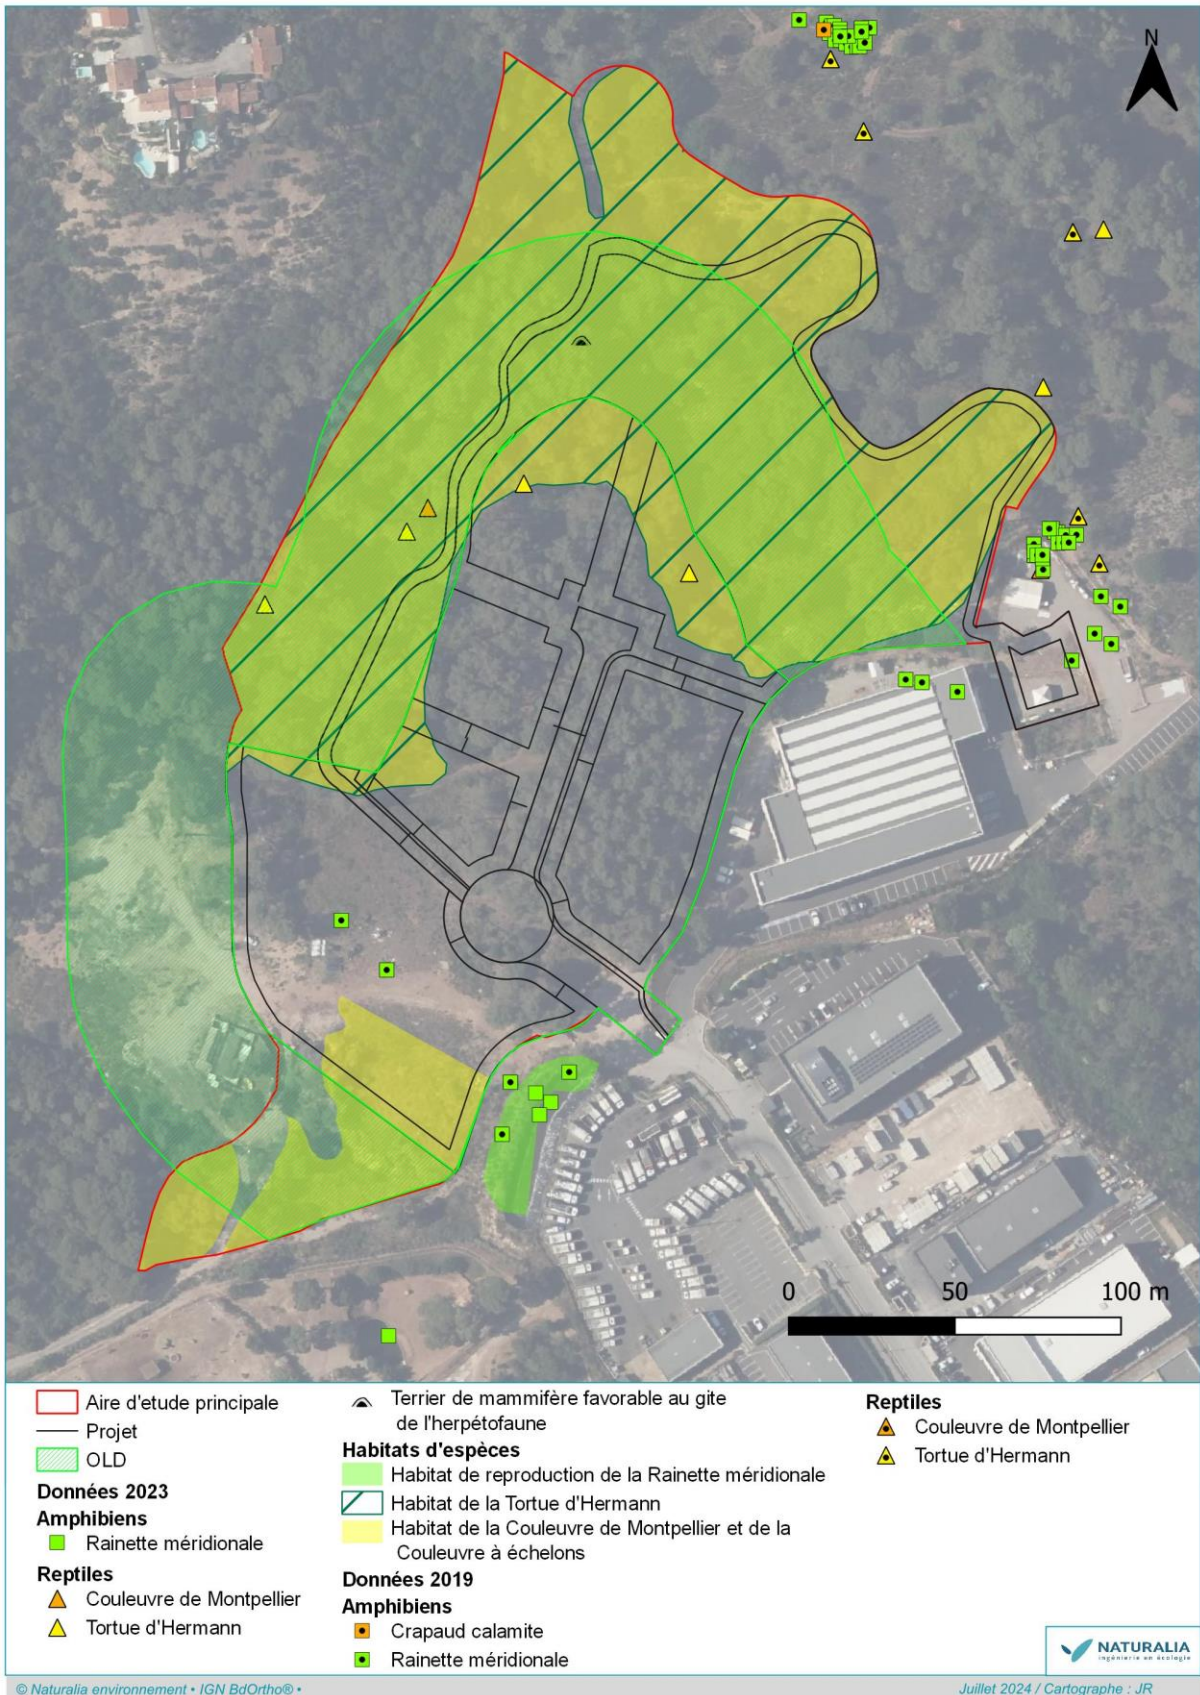 N
0 50 100 m
Aire d'etude principale
Projet
OLD
Données 2023
Amphibiens
Rainette méridionale
Reptiles
Couleuvre de Montpellier
Tortue d'Hermann
Terrier de mammifère favorable au gite
de l'herpétofaune
Habitats d'espèces
Habitat de reproduction de la Rainette méridionale
Habitat de la Tortue d'Hermann
Habitat de la Couleuvre de Montpellier et de la
Couleuvre à échelons
Données 2019
Amphibiens
Crapaud calamite
Rainette méridionale
Reptiles
Couleuvre de Montpellier
Tortue d'Hermann
NATURALIA
ingénierie en écologie
© Naturalia environnement • IGN BdOrtho® •
Juillet 2024 / Cartographe : JR